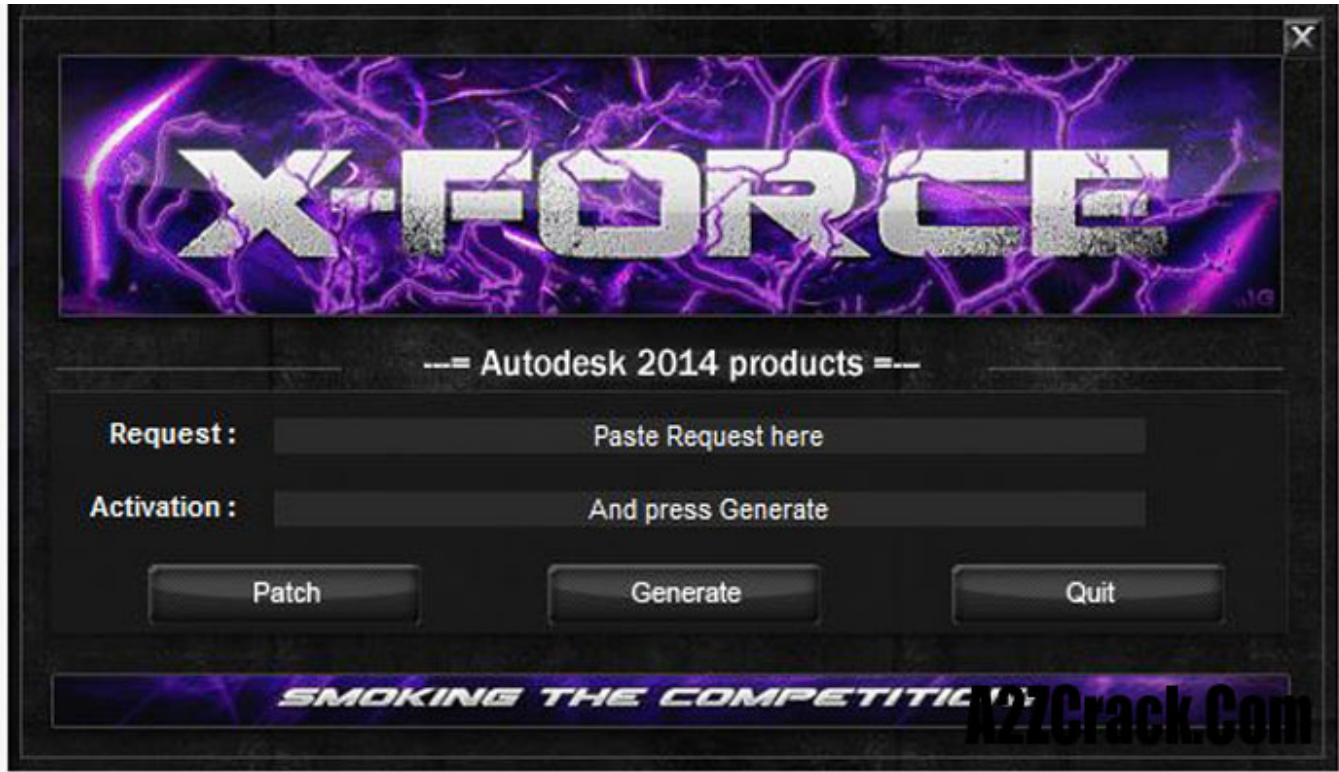 X
X-FORCE
---= Autodesk 2014 products =---
Request :
Paste Request here
Activation :
And press Generate
Patch
Generate
Quit
SMOKING THE COMPETITION
A2ZCrack.Com